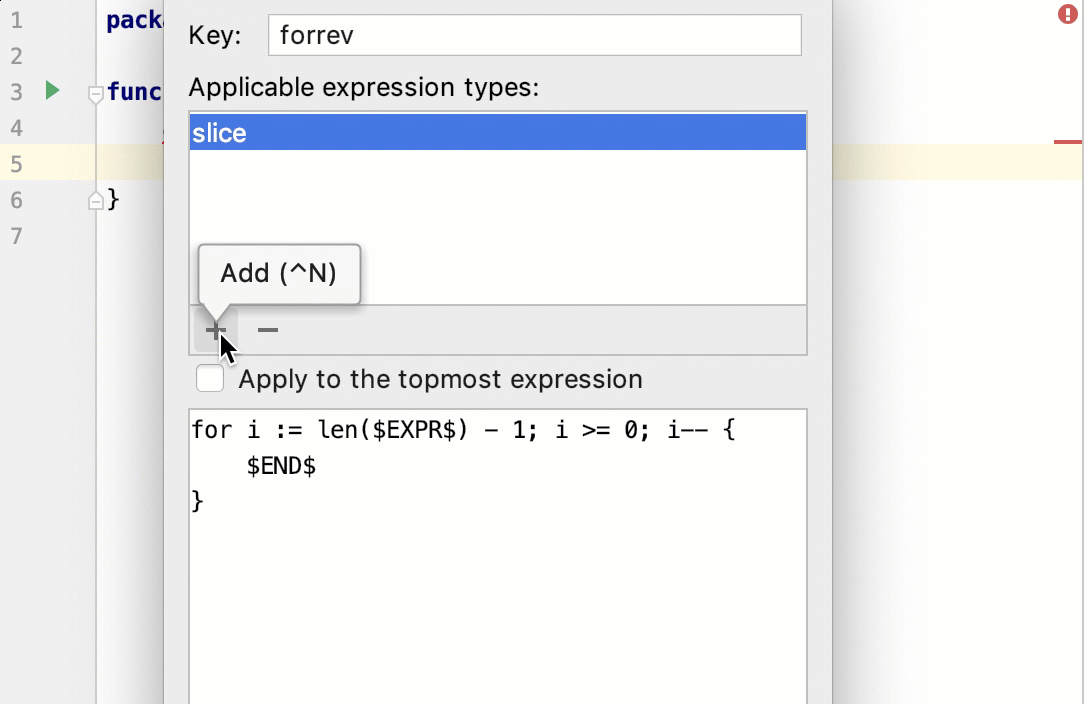 1 pack
2
3 func
4
5
6 }
7
Key: forrev
Applicable expression types:
slice
Add (^N)
Apply to the topmost expression
for i := len($EXPR$) - 1; i >= 0; i-- {
    $END$
}